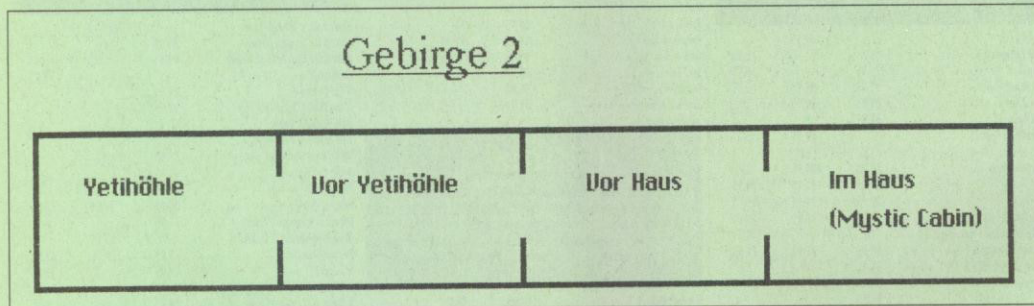 Gebirge 2
Yetihöhle
Vor Yetihöhle
Vor Haus
Im Haus
(Mystic Cabin)